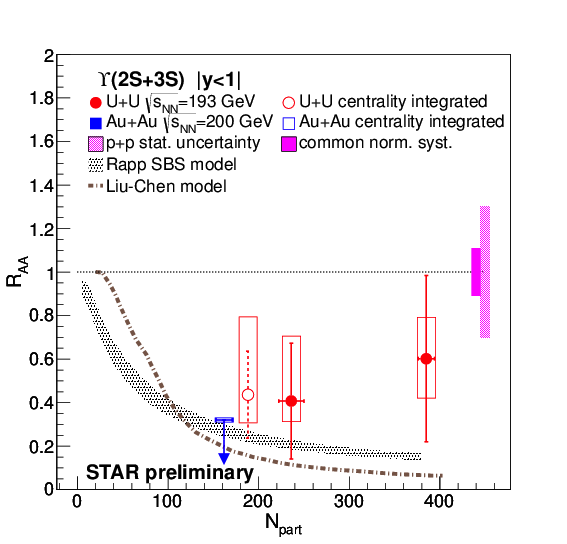 ϒ(2S+3S) |y<1|
U+U √sNN=193 GeV
U+U centrality integrated
Au+Au √sNN=200 GeV
Au+Au centrality integrated
p+p stat. uncertainty
common norm. syst.
Rapp SBS model
Liu-Chen model
2
1.8
1.6
1.4
1.2
1
0.8
0.6
0.4
0.2
0
RAA
STAR preliminary
0 100 200 300 400
Npart